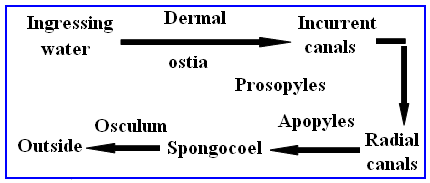 Ingressing
water
Dermal
ostia
Incurrent
canals
Prosopyles
Radial
canals
Apopyles
Spongocoel
Osculum
Outside